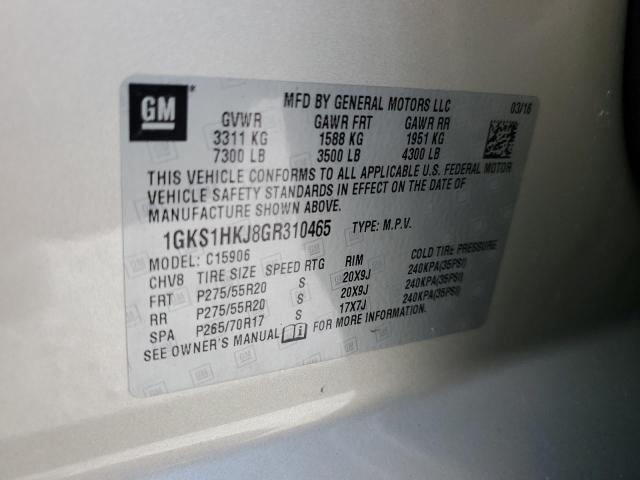 GM
MFD BY GENERAL MOTORS LLC 03/16
GVWR GAWR FRT GAWR RR
3311 KG 1588 KG 1951 KG
7300 LB 3500 LB 4300 LB
THIS VEHICLE CONFORMS TO ALL APPLICABLE U.S. FEDERAL MOTOR
VEHICLE SAFETY STANDARDS IN EFFECT ON THE DATE OF
MANUFACTURE SHOWN ABOVE.
1GKS1HKJ8GR310465 TYPE: M.P.V.
MODEL: C15906
CHV8 TIRE SIZE SPEED RTG RIM COLD TIRE PRESSURE
FRT P275/55R20 S 20X9J 240KPA(35PSI)
RR P275/55R20 S 20X9J 240KPA(35PSI)
SPA P265/70R17 S 17X7J 240KPA(35PSI)
SEE OWNER'S MANUAL i FOR MORE INFORMATION.